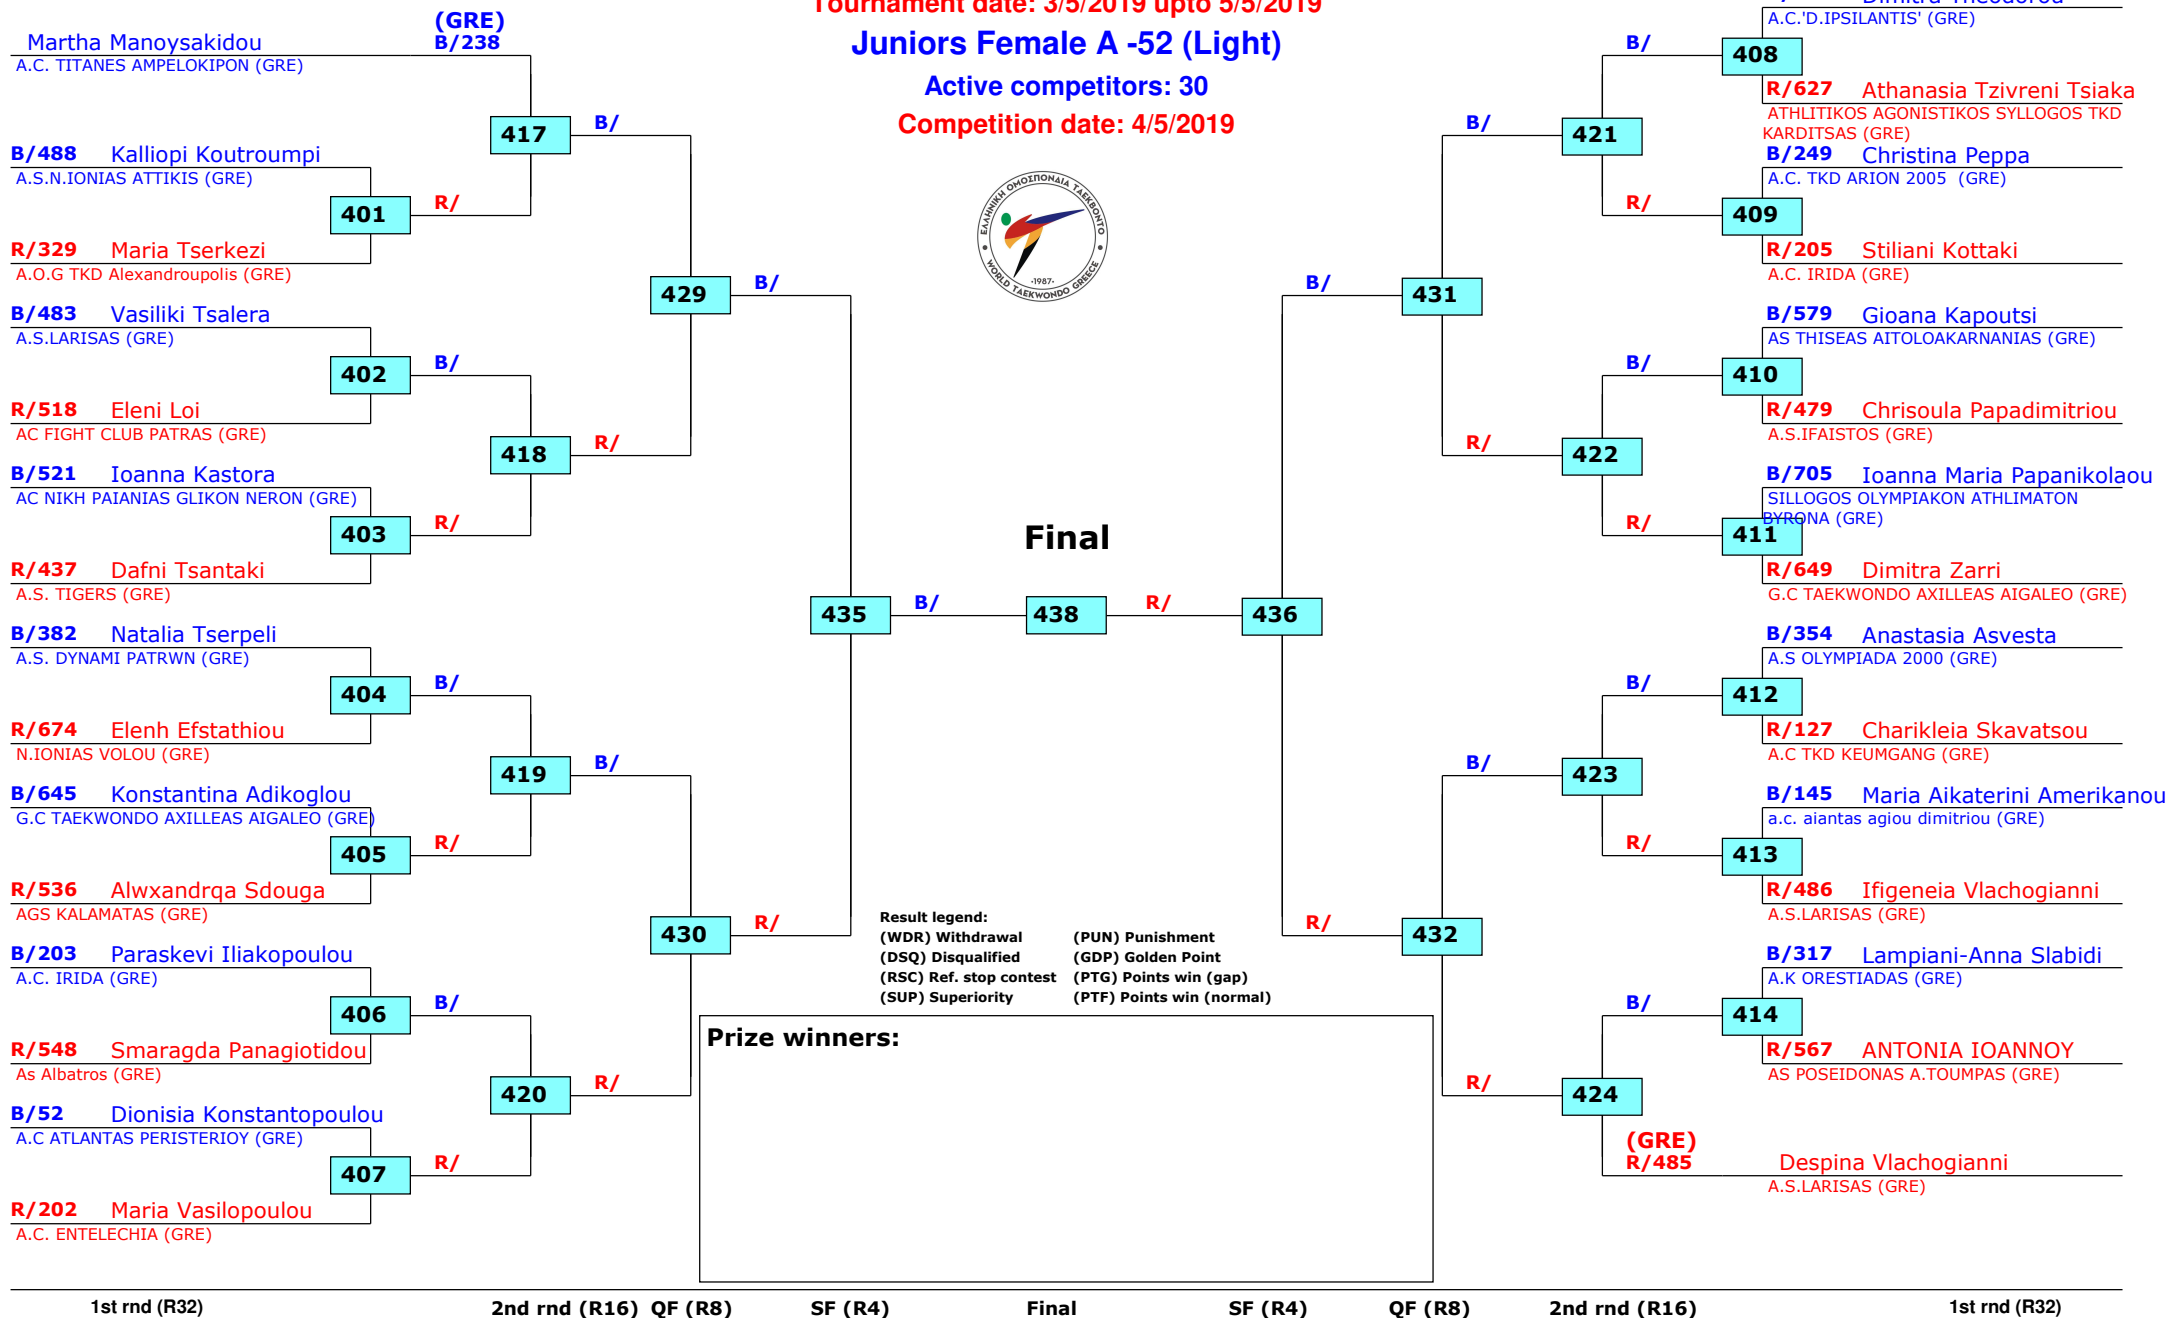 Tournament date: 3/5/2019 upto 5/5/2019
Juniors Female A -52 (Light)
Active competitors: 30
Competition date: 4/5/2019
ΕΛΛΗΝΙΚΗ ΟΜΟΣΠΟΝΔΙΑ ΤΑΕΚΒΟΝΤΟ
·1987·
WORLD TAEKWONDO GREECE
(GRE)
Martha Manoysakidou B/238
A.C. TITANES AMPELOKIPON (GRE)
417 B/
B/488 Kalliopi Koutroumpi
A.S.N.IONIAS ATTIKIS (GRE)
401 R/
R/329 Maria Tserkezi
A.O.G TKD Alexandroupolis (GRE)
429 B/
B/483 Vasiliki Tsalera
A.S.LARISAS (GRE)
402 B/
R/518 Eleni Loi
AC FIGHT CLUB PATRAS (GRE)
418 R/
B/521 Ioanna Kastora
AC NIKH PAIANIAS GLIKON NERON (GRE)
403 R/
R/437 Dafni Tsantaki
A.S. TIGERS (GRE)
435 B/
B/382 Natalia Tserpeli
A.S. DYNAMI PATRWN (GRE)
404 B/
R/674 Elenh Efstathiou
N.IONIAS VOLOU (GRE)
419 B/
B/645 Konstantina Adikoglou
G.C TAEKWONDO AXILLEAS AIGALEO (GRE)
405 R/
R/536 Alwxandrqa Sdouga
AGS KALAMATAS (GRE)
430 R/
B/203 Paraskevi Iliakopoulou
A.C. IRIDA (GRE)
406 B/
R/548 Smaragda Panagiotidou
As Albatros (GRE)
420 R/
B/52 Dionisia Konstantopoulou
A.C ATLANTAS PERISTERIOY (GRE)
407 R/
R/202 Maria Vasilopoulou
A.C. ENTELECHIA (GRE)
Final
438 R/
436
A.C.'D.IPSILANTIS' (GRE)
B/ 408
R/627 Athanasia Tzivreni Tsiaka
ATHLITIKOS AGONISTIKOS SYLLOGOS TKD
KARDITSAS (GRE)
B/ 421
B/249 Christina Peppa
A.C. TKD ARION 2005 (GRE)
R/ 409
R/205 Stiliani Kottaki
A.C. IRIDA (GRE)
B/ 431
B/579 Gioana Kapoutsi
AS THISEAS AITOLOAKARNANIAS (GRE)
B/ 410
R/479 Chrisoula Papadimitriou
A.S.IFAISTOS (GRE)
R/ 422
B/705 Ioanna Maria Papanikolaou
SILLOGOS OLYMPIAKON ATHLIMATON
BYRONA (GRE)
R/ 411
R/649 Dimitra Zarri
G.C TAEKWONDO AXILLEAS AIGALEO (GRE)
B/354 Anastasia Asvesta
A.S OLYMPIADA 2000 (GRE)
B/ 412
R/127 Charikleia Skavatsou
A.C TKD KEUMGANG (GRE)
B/ 423
B/145 Maria Aikaterini Amerikanou
a.c. aiantas agiou dimitriou (GRE)
R/ 413
R/486 Ifigeneia Vlachogianni
A.S.LARISAS (GRE)
R/ 432
B/317 Lampiani-Anna Slabidi
A.K ORESTIADAS (GRE)
B/ 414
R/567 ANTONIA IOANNOY
AS POSEIDONAS A.TOUMPAS (GRE)
R/ 424
(GRE)
R/485 Despina Vlachogianni
A.S.LARISAS (GRE)
Result legend:
(WDR) Withdrawal (PUN) Punishment
(DSQ) Disqualified (GDP) Golden Point
(RSC) Ref. stop contest (PTG) Points win (gap)
(SUP) Superiority (PTF) Points win (normal)
Prize winners:
1st rnd (R32) 2nd rnd (R16) QF (R8) SF (R4) Final SF (R4) QF (R8) 2nd rnd (R16) 1st rnd (R32)